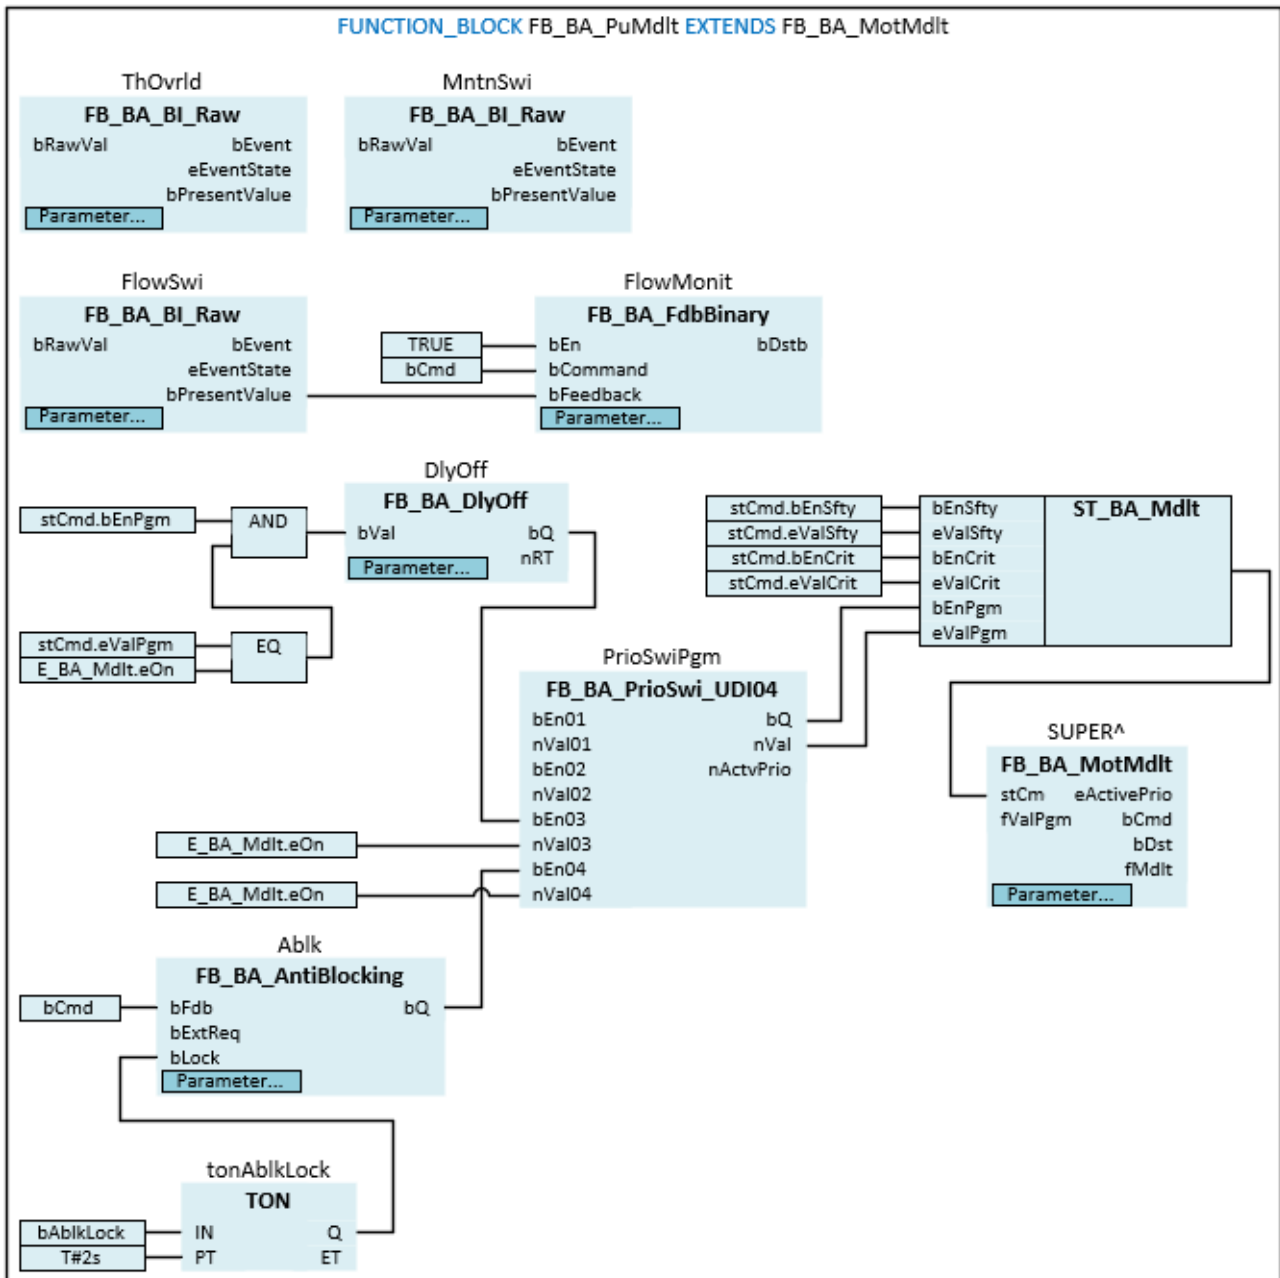 FUNCTION_BLOCK FB_BA_PuMdlt EXTENDS FB_BA_MotMdlt
ThOvrld
FB_BA_BI_Raw
bRawVal bEvent
eEventState
bPresentValue
Parameter...
MntnSwi
FB_BA_BI_Raw
bRawVal bEvent
eEventState
bPresentValue
Parameter...
FlowSwi
FB_BA_BI_Raw
bRawVal bEvent
eEventState
bPresentValue
Parameter...
FlowMonit
FB_BA_FdbBinary
TRUE bEn bDstb
bCmd bCommand
bFeedback
Parameter...
DlyOff
FB_BA_DlyOff
stCmd.bEnPgm AND bVal bQ
nRT
Parameter...
stCmd.eValPgm EQ
E_BA_Mdlt.eOn
stCmd.bEnSfty bEnSfty ST_BA_Mdlt
stCmd.eValSfty eValSfty
stCmd.bEnCrit bEnCrit
stCmd.eValCrit eValCrit
bEnPgm
eValPgm
PrioSwiPgm
FB_BA_PrioSwi_UDI04
bEn01 bQ
nVal01 nVal
bEn02 nActvPrio
nVal02
bEn03
E_BA_Mdlt.eOn nVal03
bEn04
E_BA_Mdlt.eOn nVal04
SUPER^
FB_BA_MotMdlt
stCm eActivePrio
fValPgm bCmd
bDst
fMdlt
Parameter...
Ablk
FB_BA_AntiBlocking
bCmd bFdb bQ
bExtReq
bLock
Parameter...
tonAblkLock
TON
bAblkLock IN Q
T#2s PT ET